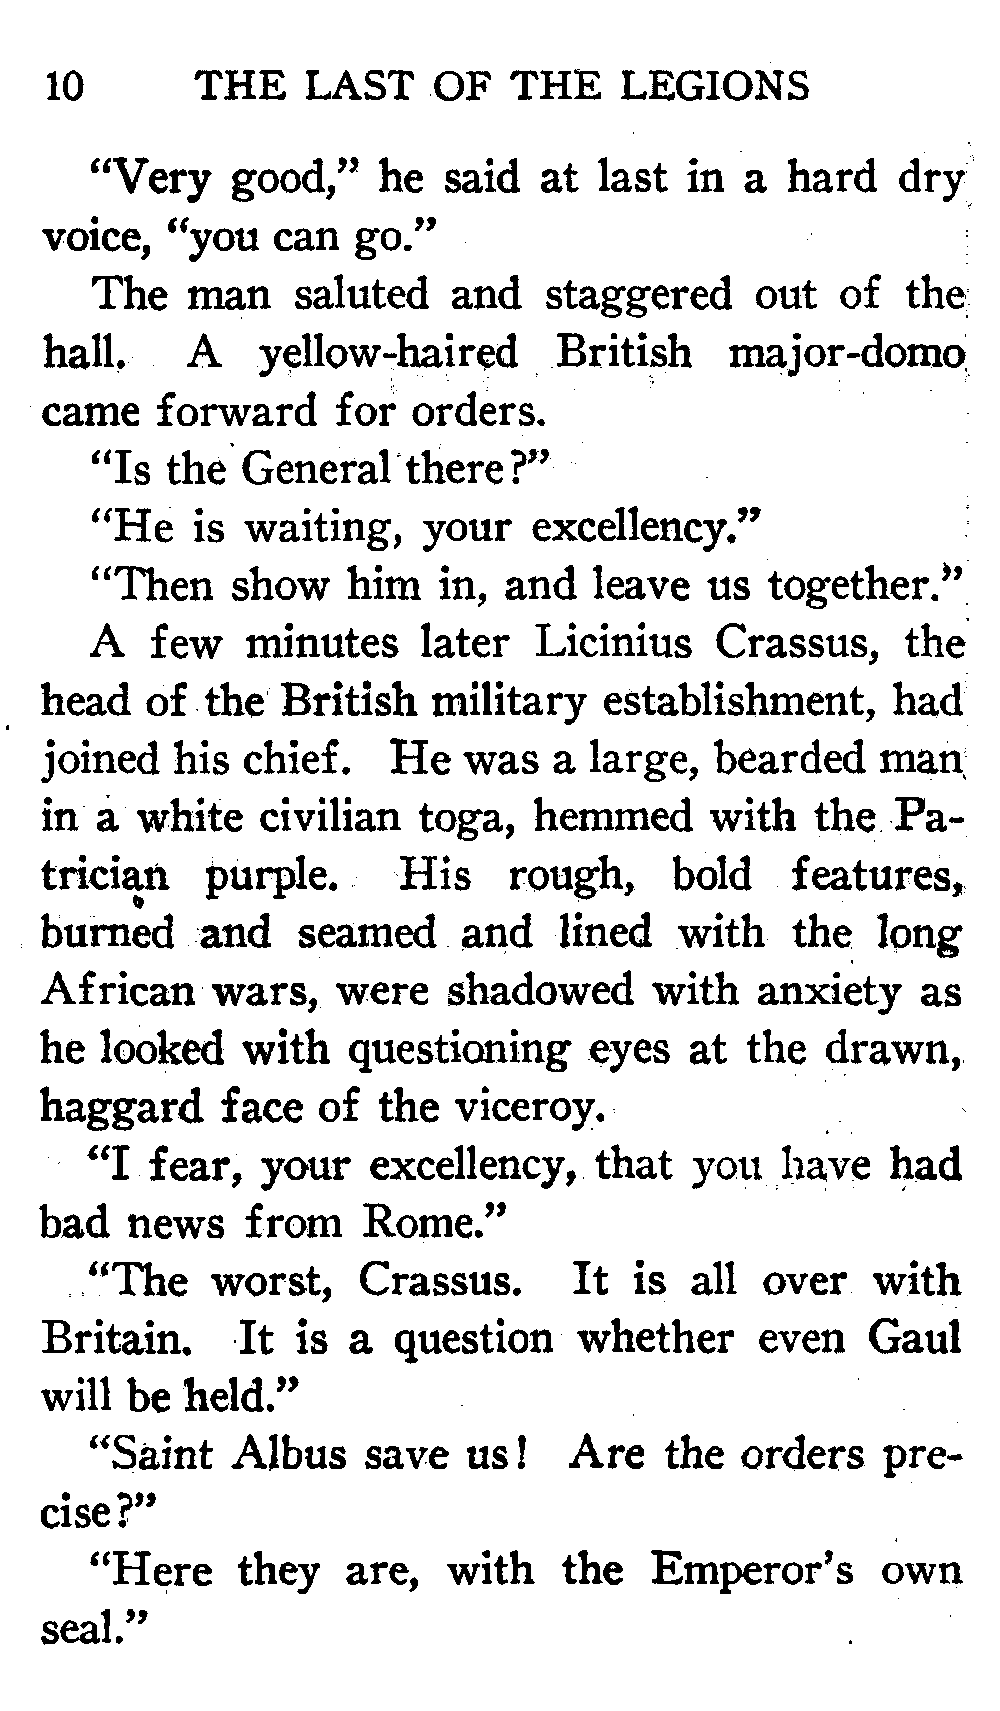 10 THE LAST OF THE LEGIONS
“Very good,” he said at last in a hard dry
voice, “you can go.”
The man saluted and staggered out of the
hall. A yellow-haired British major-domo
came forward for orders.
“Is the General there?”
“He is waiting, your excellency.”
“Then show him in, and leave us together.”
A few minutes later Licinius Crassus, the
head of the British military establishment, had
joined his chief. He was a large, bearded man
in a white civilian toga, hemmed with the Pa-
trician purple. His rough, bold features,
burned and seamed and lined with the long
African wars, were shadowed with anxiety as
he looked with questioning eyes at the drawn,
haggard face of the viceroy.
“I fear, your excellency, that you have had
bad news from Rome.”
“The worst, Crassus. It is all over with
Britain. It is a question whether even Gaul
will be held.”
“Saint Albus save us! Are the orders pre-
cise?”
“Here they are, with the Emperor’s own
seal.”